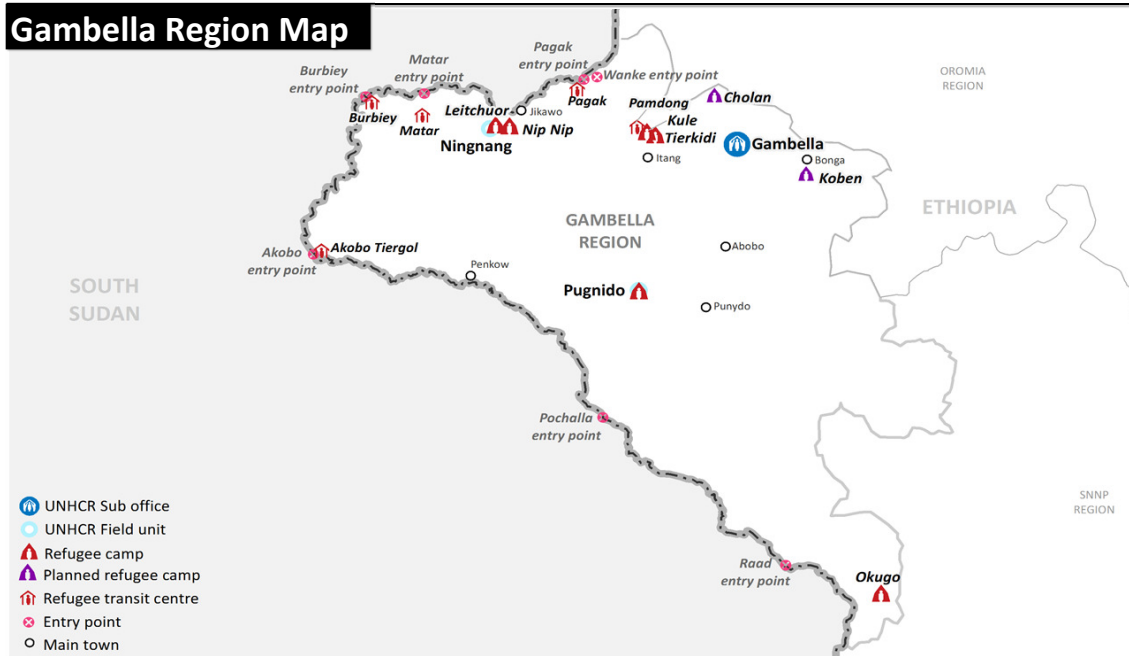 Gambella Region Map
Pagak
entry point
Matar
entry point
Burbiey
entry point
Wanke entry point
OROMIA
REGION
Pagak
Cholan
Leitchuor
Jikawo
Pamdong
Burbiey
Matar
Kule
Nip Nip
Tierkidi
Ningnang
Gambella
Itang
Bonga
Koben
ETHIOPIA
GAMBELLA
REGION
Akobo
entry point
Akobo Tiergol
Abobo
Penkow
SOUTH
SUDAN
Pugnido
Punydo
Pochalla
entry point
SNNP
REGION
Raad
entry point
Okugo
UNHCR Sub office
UNHCR Field unit
Refugee camp
Planned refugee camp
Refugee transit centre
Entry point
Main town